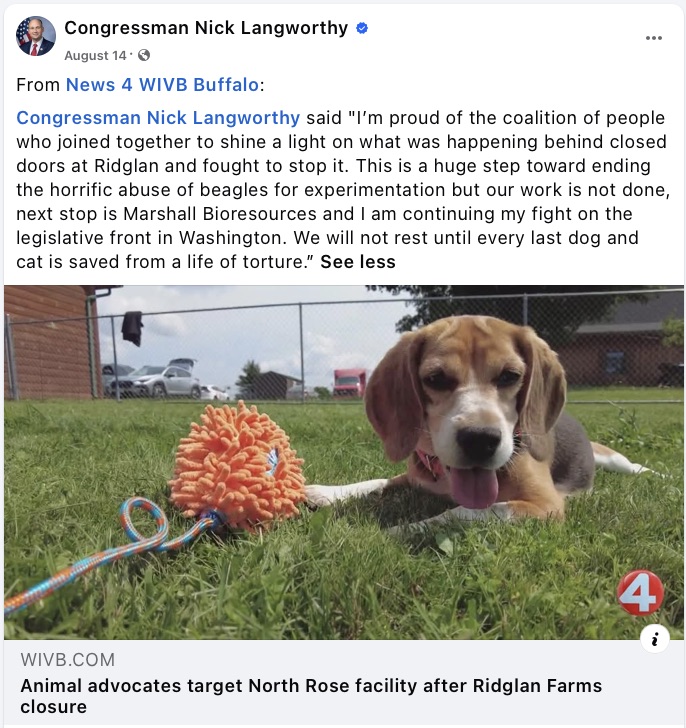 Congressman Nick Langworthy
August 14 ·
From News 4 WIVB Buffalo:
Congressman Nick Langworthy said "I’m proud of the coalition of people
who joined together to shine a light on what was happening behind closed
doors at Ridglan and fought to stop it. This is a huge step toward ending
the horrific abuse of beagles for experimentation but our work is not done,
next stop is Marshall Bioresources and I am continuing my fight on the
legislative front in Washington. We will not rest until every last dog and
cat is saved from a life of torture.” See less
4
i
WIVB.COM
Animal advocates target North Rose facility after Ridglan Farms
closure